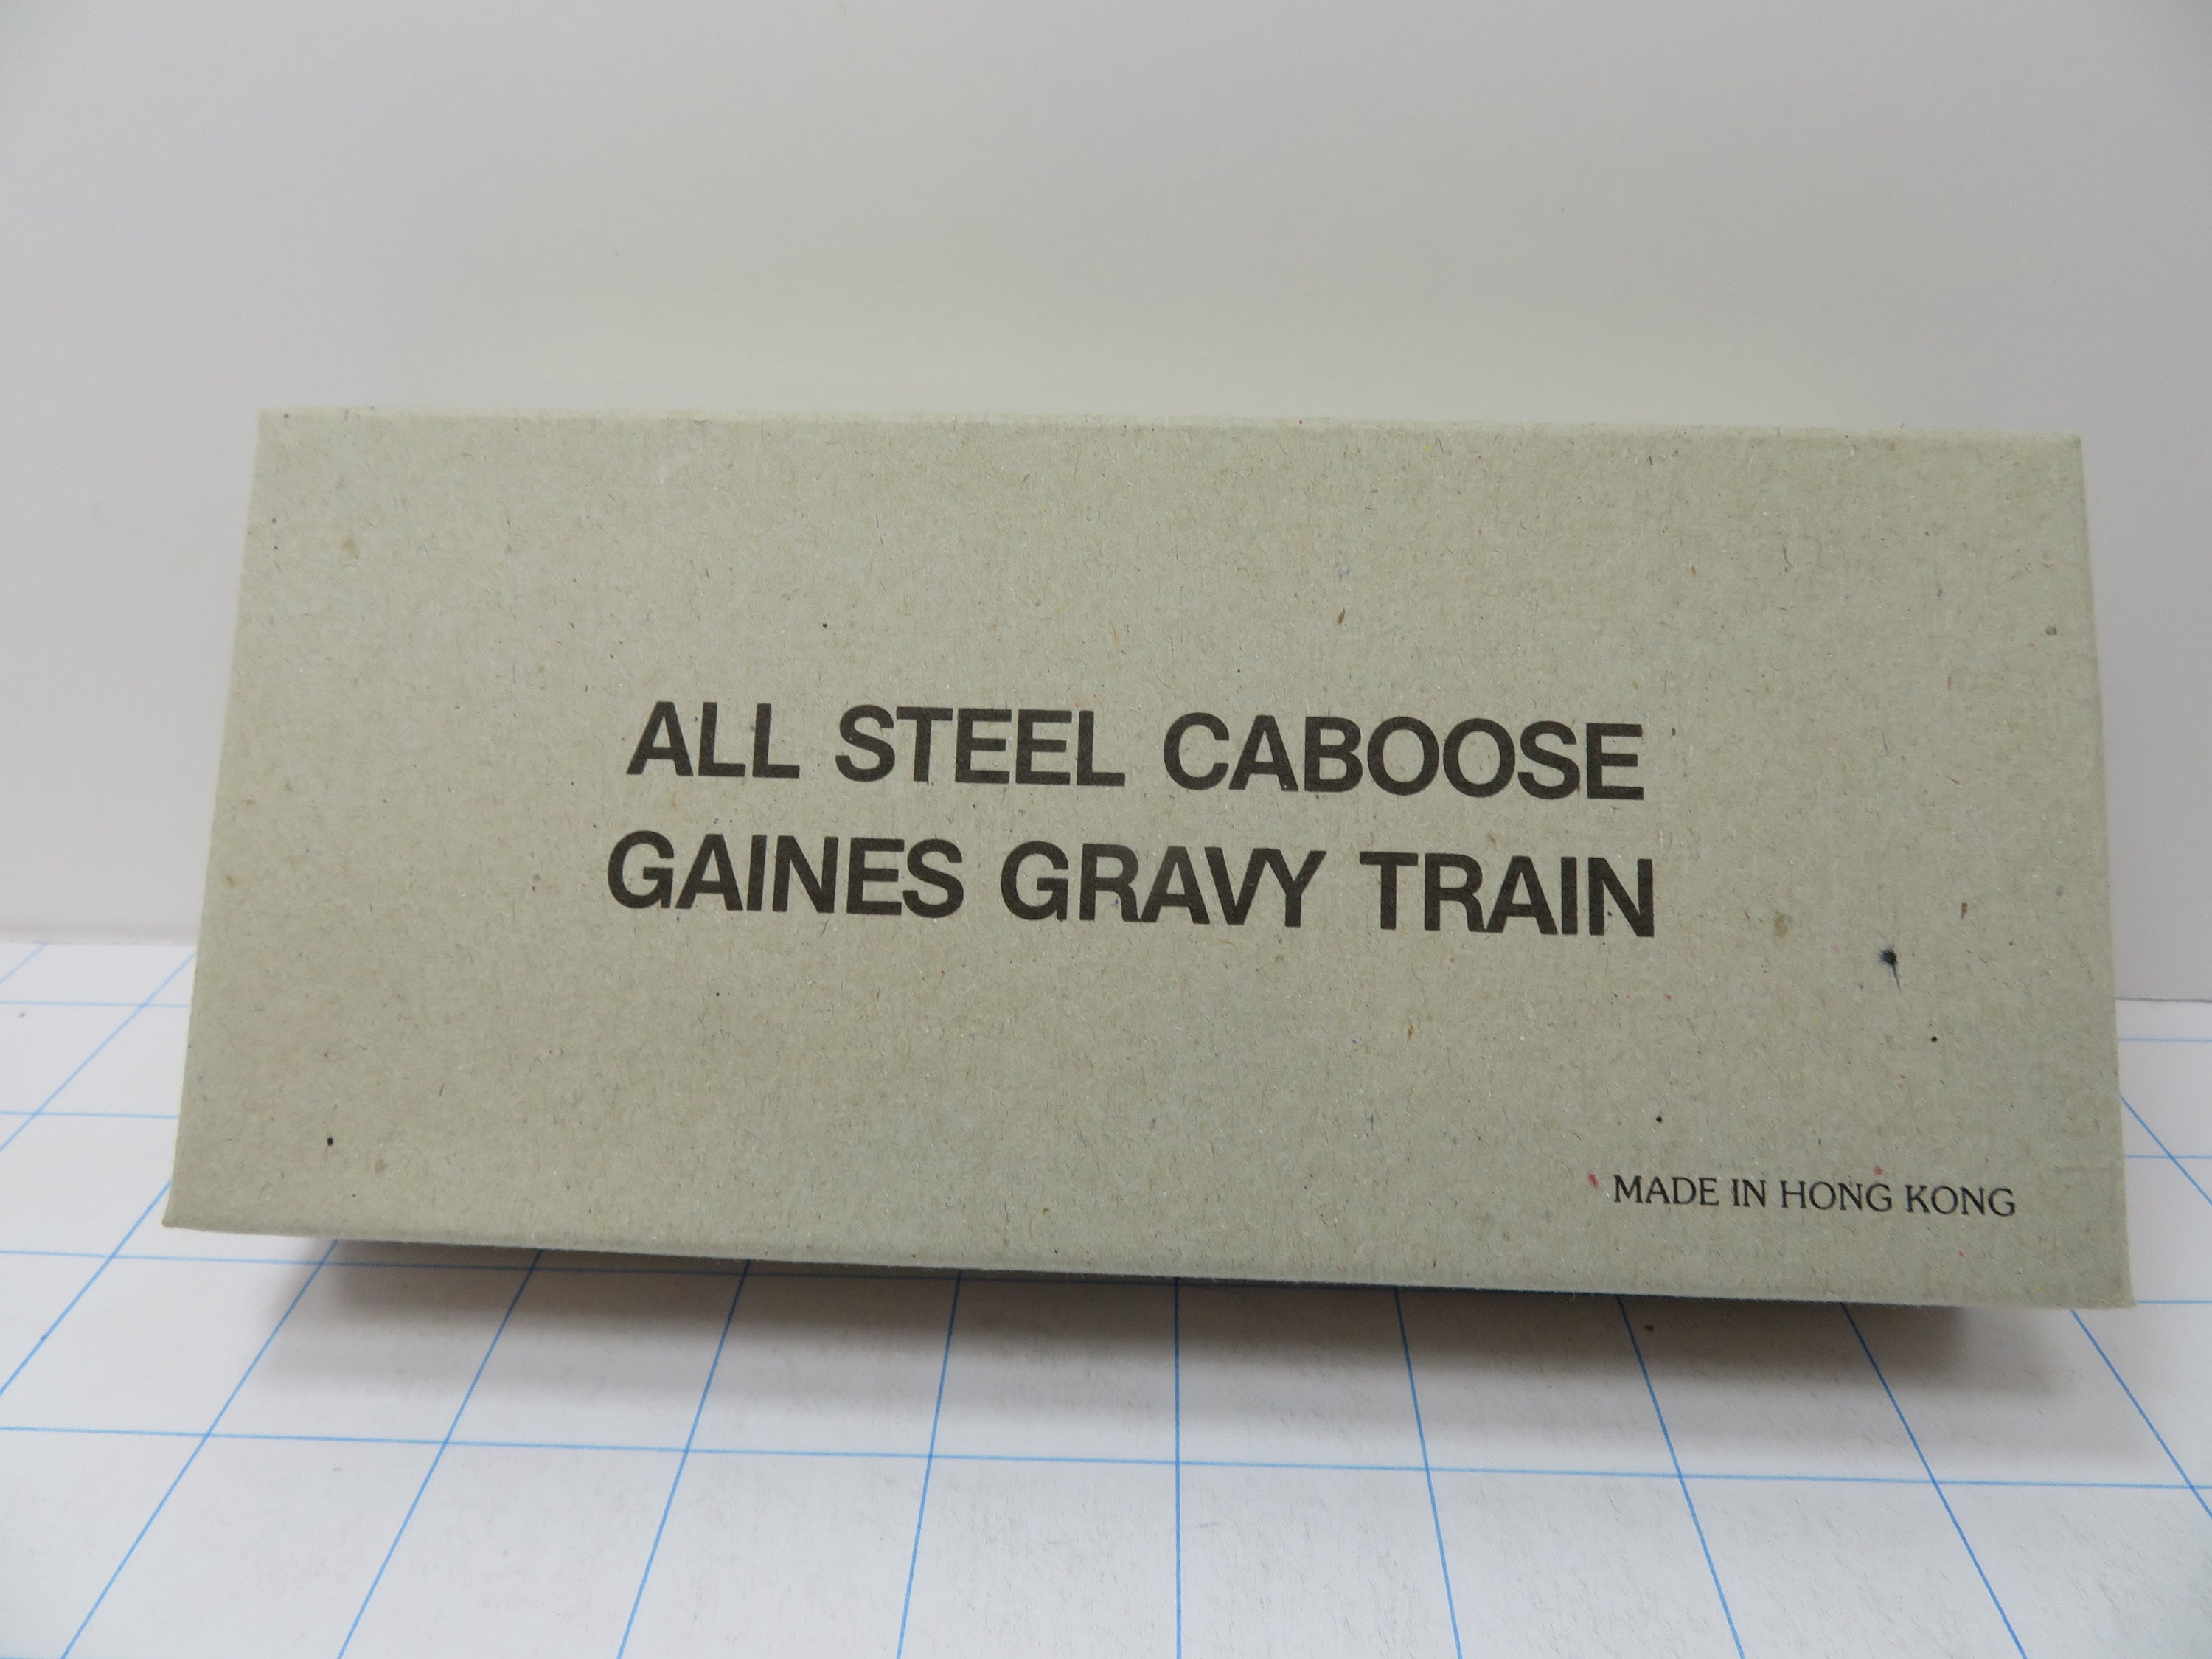 ALL STEEL CABOOSE
GAINES GRAVY TRAIN
MADE IN HONG KONG